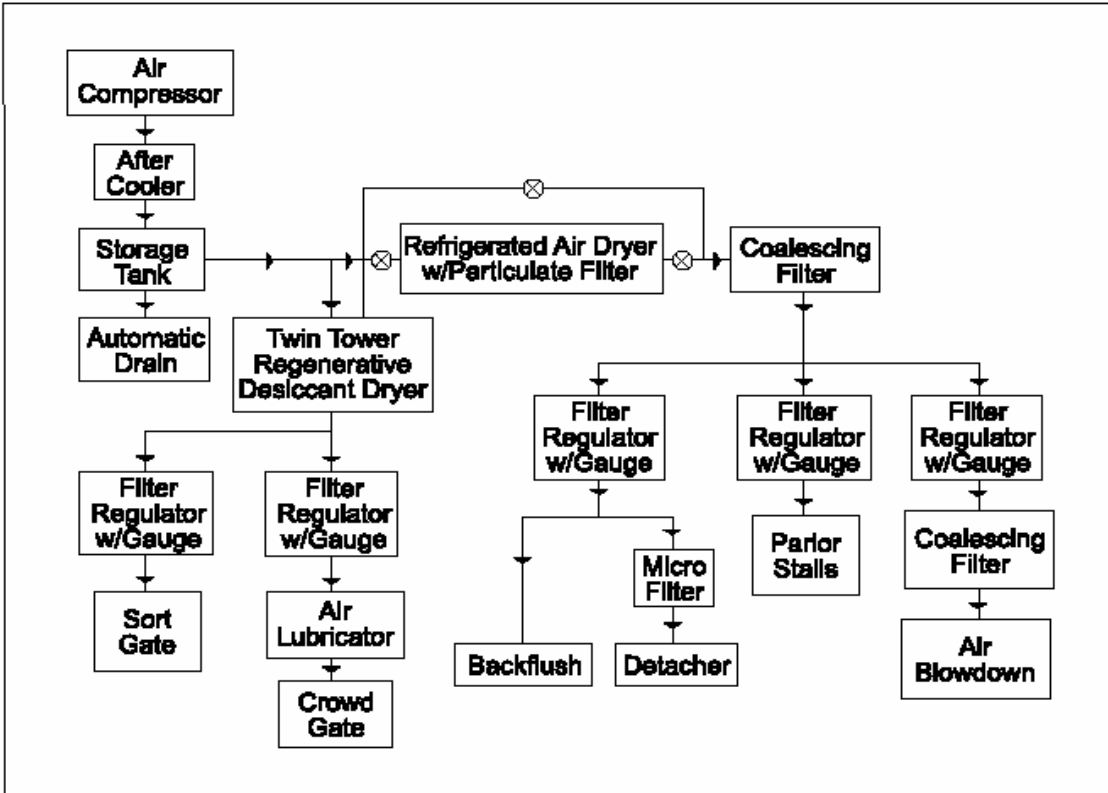 Air
Compressor
After
Cooler
Storage
Tank
Automatic
Drain
Refrigerated Air Dryer
w/Particulate Filter
Coalescing
Filter
Twin Tower
Regenerative
Desiccant Dryer
Filter
Regulator
w/Gauge
Sort
Gate
Filter
Regulator
w/Gauge
Air
Lubricator
Crowd
Gate
Filter
Regulator
w/Gauge
Backflush
Micro
Filter
Detacher
Filter
Regulator
w/Gauge
Parlor
Stalls
Filter
Regulator
w/Gauge
Coalescing
Filter
Air
Blowdown